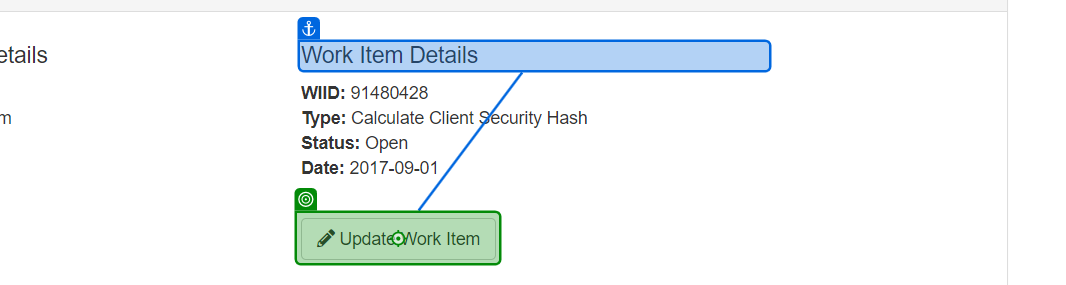 etails
Work Item Details
WIID: 91480428
m
Type: Calculate Client Security Hash
Status: Open
Date: 2017-09-01
Update Work Item